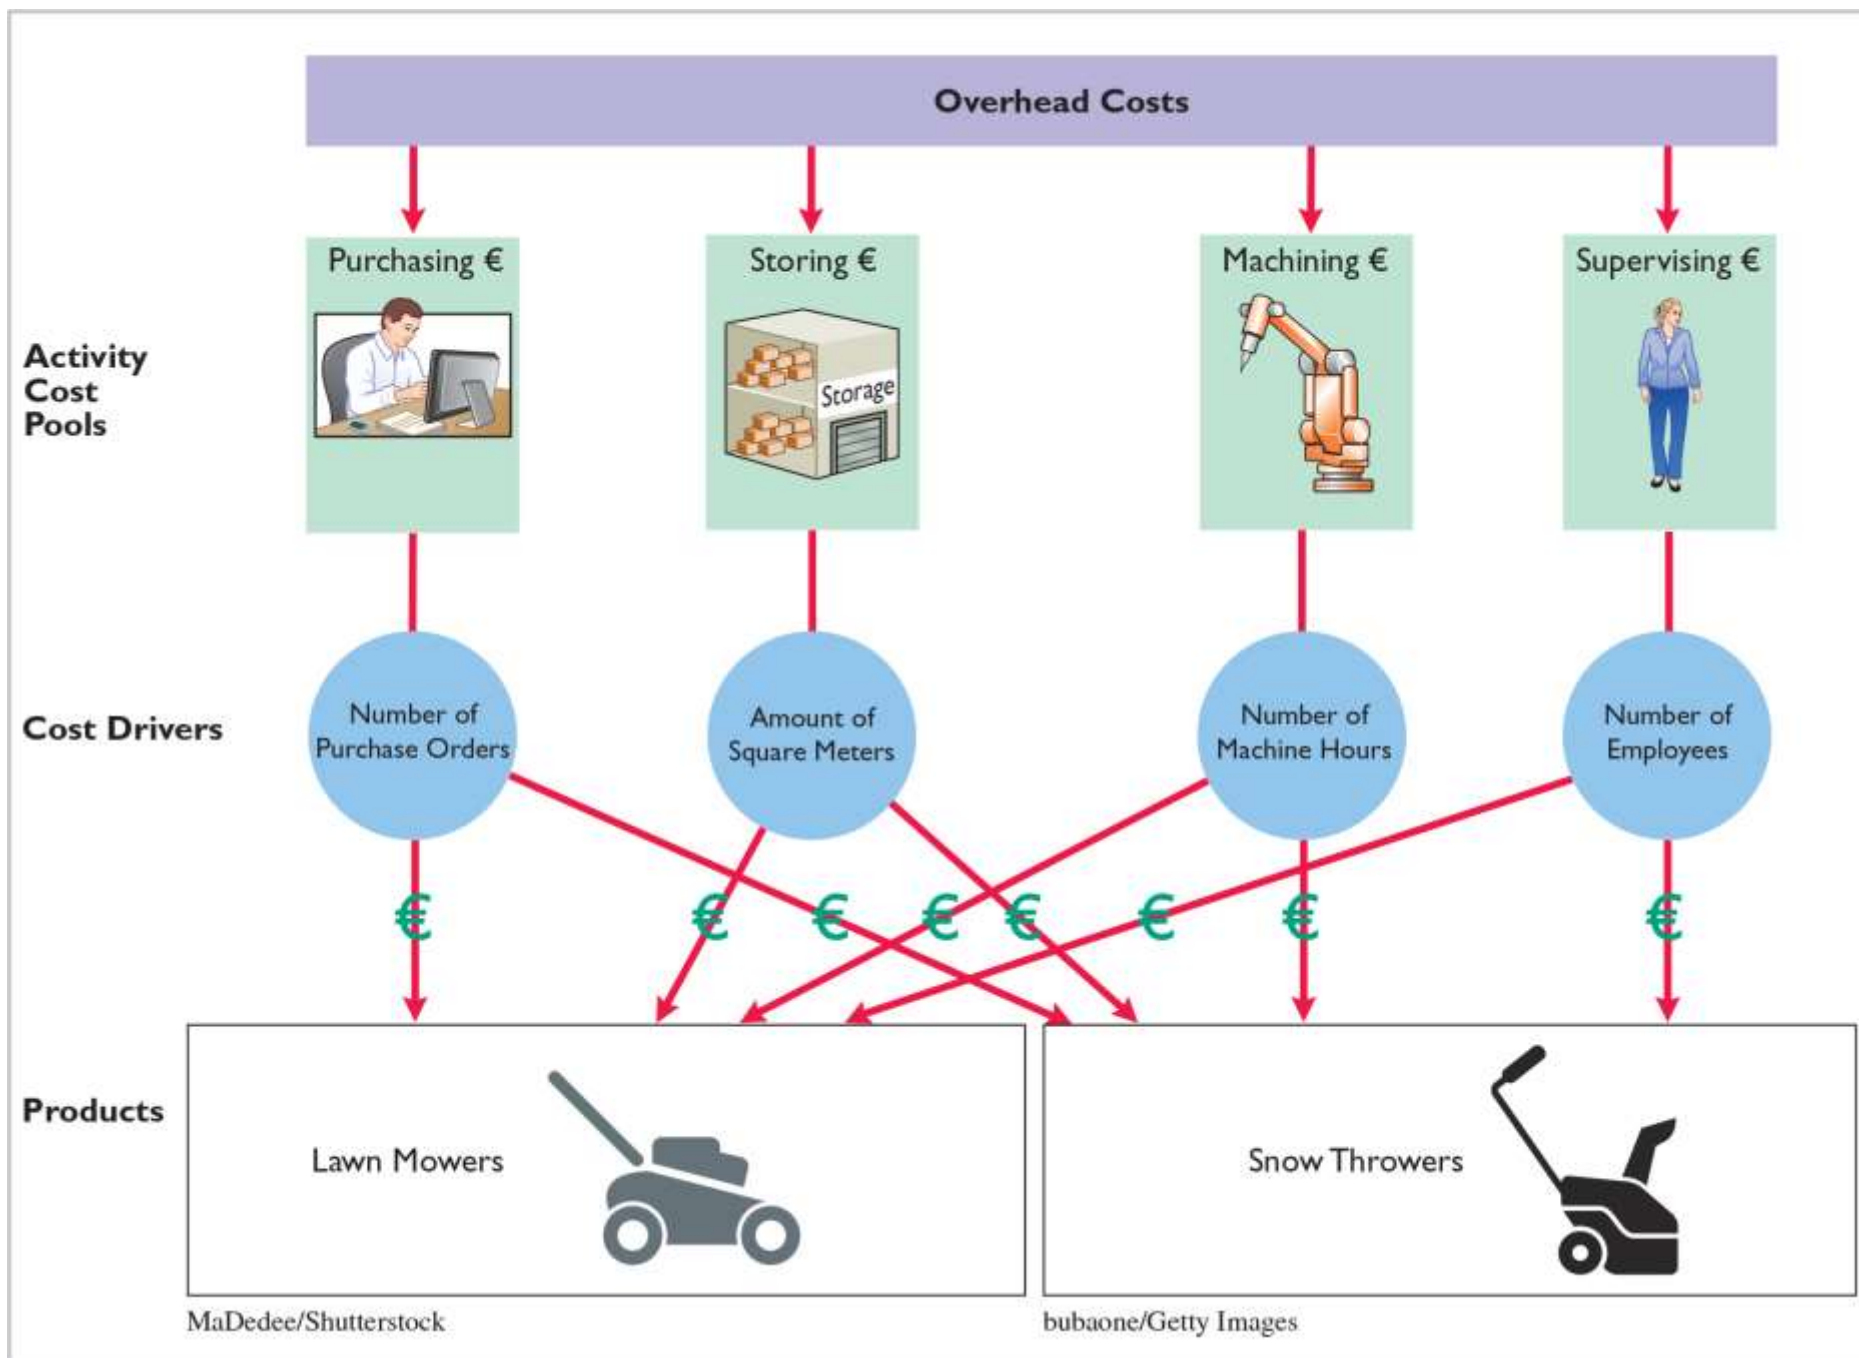 Overhead Costs
Purchasing €
Storing €
Machining €
Supervising €
Activity
Cost
Pools
Storage
Cost Drivers
Number of
Purchase Orders
Amount of
Square Meters
Number of
Machine Hours
Number of
Employees
€ € € € € € € €
Products
Lawn Mowers
Snow Throwers
MaDedee/Shutterstock
bubaone/Getty Images